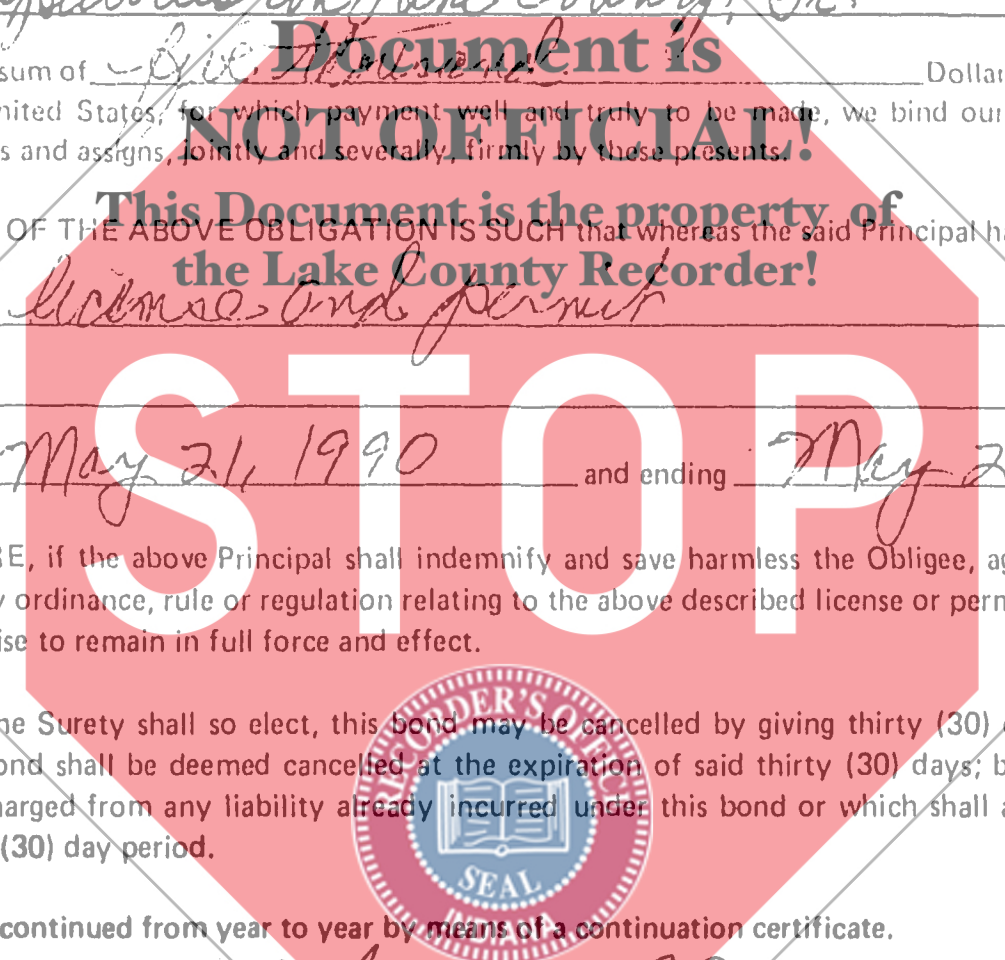 Lake County, In.
Document is
sum of Five Thousand Dollar
nited States, for which payment well and truly to be made, we bind our
NOT OFFICIAL!
s and assigns, jointly and severally, firmly by these presents.
This Document is the property of
OF THE ABOVE OBLIGATION IS SUCH that whereas the said Principal ha
the Lake County Recorder!
license and permit
STOP
May 21, 1990 and ending May 2
RE, if the above Principal shall indemnify and save harmless the Obligee, ag
y ordinance, rule or regulation relating to the above described license or perm
ise to remain in full force and effect.
RECORDER'S OFFICE
he Surety shall so elect, this bond may be cancelled by giving thirty (30)
ond shall be deemed cancelled at the expiration of said thirty (30) days; b
harged from any liability already incurred under this bond or which shall a
(30) day period.
SEAL
INDIANA
continued from year to year by means of a continuation certificate.